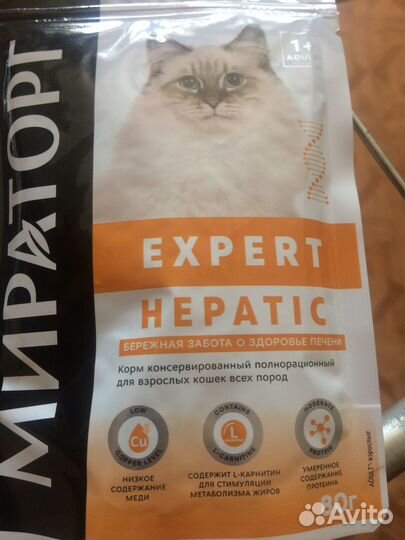 МИРАТОРГ
1+
ADULT
EXPERT
HEPATIC
БЕРЕЖНАЯ ЗАБОТА О ЗДОРОВЬЕ ПЕЧЕНИ
Корм консервированный полнорационный
для взрослых кошек всех пород
LOW
Cu
COPPER LEVEL
НИЗКОЕ
СОДЕРЖАНИЕ
МЕДИ
CONTAINS
L
L-CARNITINE
СОДЕРЖИТ L-КАРНИТИН
ДЛЯ СТИМУЛЯЦИИ
МЕТАБОЛИЗМА ЖИРОВ
MODERATE
PROTEIN
УМЕРЕННОЕ
СОДЕРЖАНИЕ
ПРОТЕИНА
ADULT - взрослые
80г
Avito